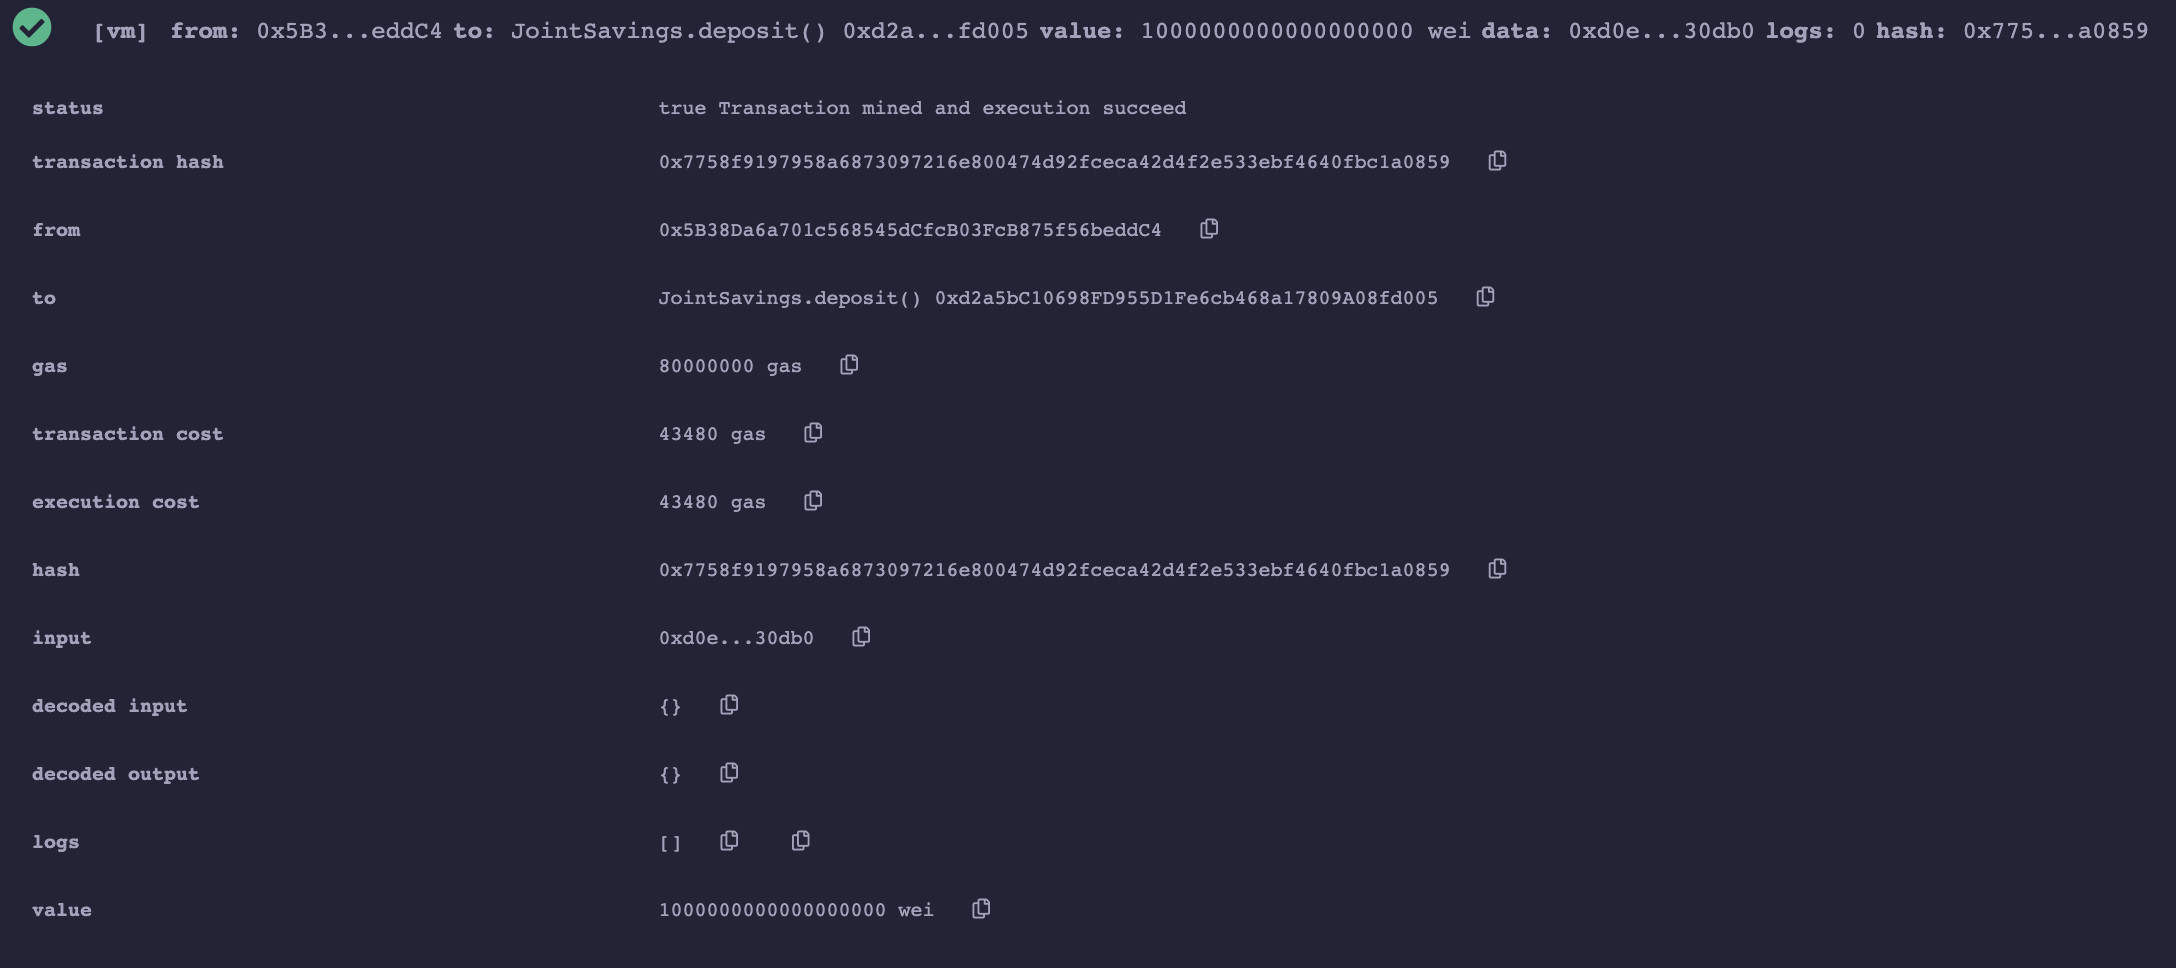 [vm] from: 0x5B3...eddC4 to: JointSavings.deposit() 0xd2a...fd005 value: 1000000000000000000 wei data: 0xd0e...30db0 logs: 0 hash: 0x775...a0859
status true Transaction mined and execution succeed
transaction hash 0x7758f9197958a6873097216e800474d92fceca42d4f2e533ebf4640fbc1a0859
from 0x5B38Da6a701c568545dCfcB03FcB875f56beddC4
to JointSavings.deposit() 0xd2a5bC10698FD955D1Fe6cb468a17809A08fd005
gas 80000000 gas
transaction cost 43480 gas
execution cost 43480 gas
hash 0x7758f9197958a6873097216e800474d92fceca42d4f2e533ebf4640fbc1a0859
input 0xd0e...30db0
decoded input {}
decoded output {}
logs []
value 1000000000000000000 wei